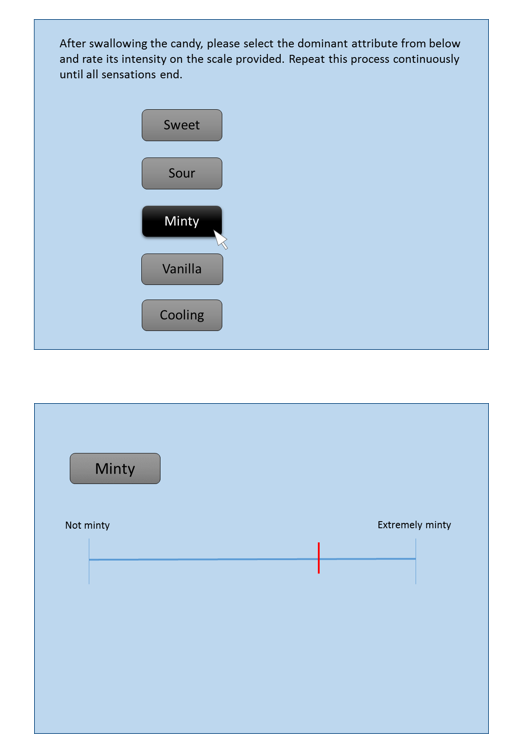 After swallowing the candy, please select the dominant attribute from below
and rate its intensity on the scale provided. Repeat this process continuously
until all sensations end.
Sweet
Sour
Minty
Vanilla
Cooling
Minty
Not minty
Extremely minty